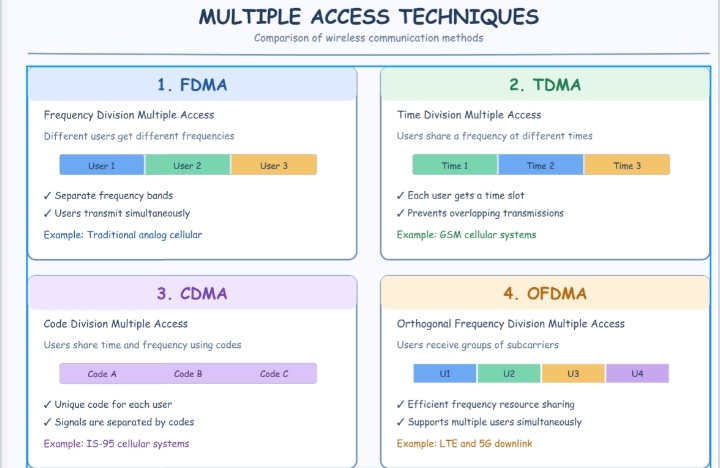 MULTIPLE ACCESS TECHNIQUES
Comparison of wireless communication methods
1. FDMA
Frequency Division Multiple Access
Different users get different frequencies
User 1 User 2 User 3
✓ Separate frequency bands
✓ Users transmit simultaneously
Example: Traditional analog cellular
2. TDMA
Time Division Multiple Access
Users share a frequency at different times
Time 1 Time 2 Time 3
✓ Each user gets a time slot
✓ Prevents overlapping transmissions
Example: GSM cellular systems
3. CDMA
Code Division Multiple Access
Users share time and frequency using codes
Code A Code B Code C
✓ Unique code for each user
✓ Signals are separated by codes
Example: IS-95 cellular systems
4. OFDMA
Orthogonal Frequency Division Multiple Access
Users receive groups of subcarriers
U1 U2 U3 U4
✓ Efficient frequency resource sharing
✓ Supports multiple users simultaneously
Example: LTE and 5G downlink